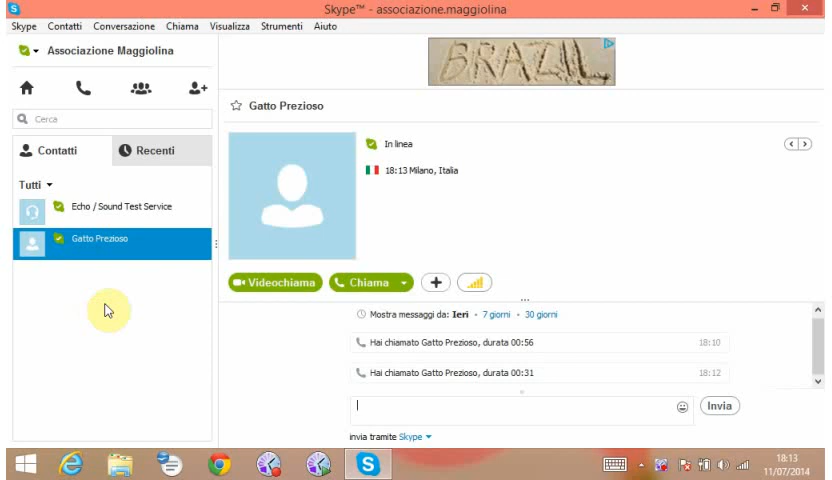 Skype™ - associazione.maggiolina
Skype Contatti Conversazione Chiama Visualizza Strumenti Aiuto
Associazione Maggiolina
BRAZIL
Cerca
Contatti Recenti
Tutti
Echo / Sound Test Service
Gatto Prezioso
Gatto Prezioso
In linea
18:13 Milano, Italia
Videochiama Chiama
Mostra messaggi da: Ieri • 7 giorni • 30 giorni
Hai chiamato Gatto Prezioso, durata 00:56 18:10
Hai chiamato Gatto Prezioso, durata 00:31 18:12
Invia
invia tramite Skype
18:13
11/07/2014